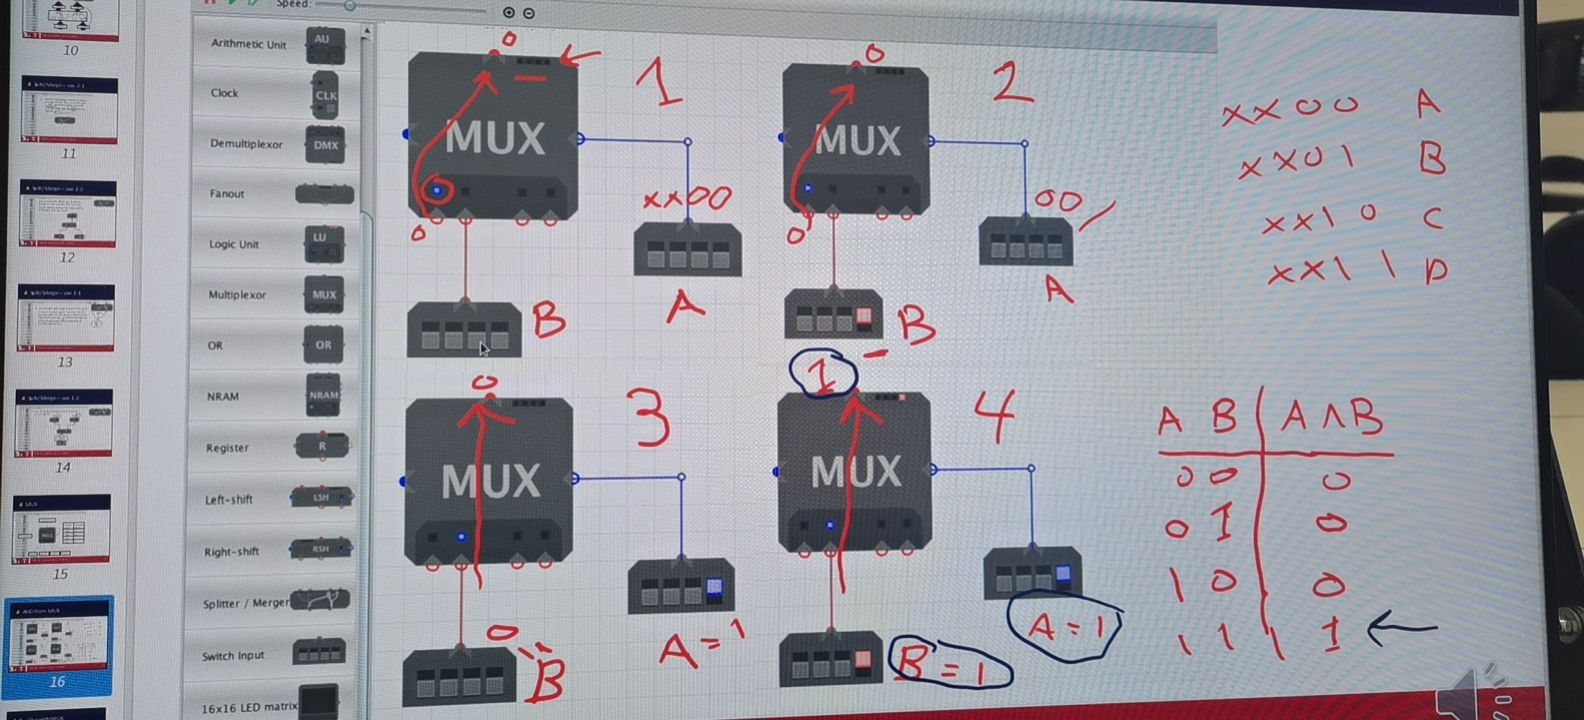 Speed:
10
11
12
13
14
15
16
Arithmetic Unit
AU
Clock
CLK
Demultiplexor
DMX
Fanout
Logic Unit
LU
Multiplexor
MUX
OR
OR
NRAM
NRAM
Register
R
Left-shift
LSH
Right-shift
RSH
Splitter / Merger
Switch Input
16x16 LED matrix
0
1
MUX
0
xx00
A
B
0
2
MUX
0
00
A
B
0
3
MUX
A = 1
0
B
1
4
MUX
A = 1
B = 1
xx00 A
xx01 B
xx10 C
xx11 D
A B | A ∧ B
0 0 | 0
0 1 | 0
1 0 | 0
1 1 | 1